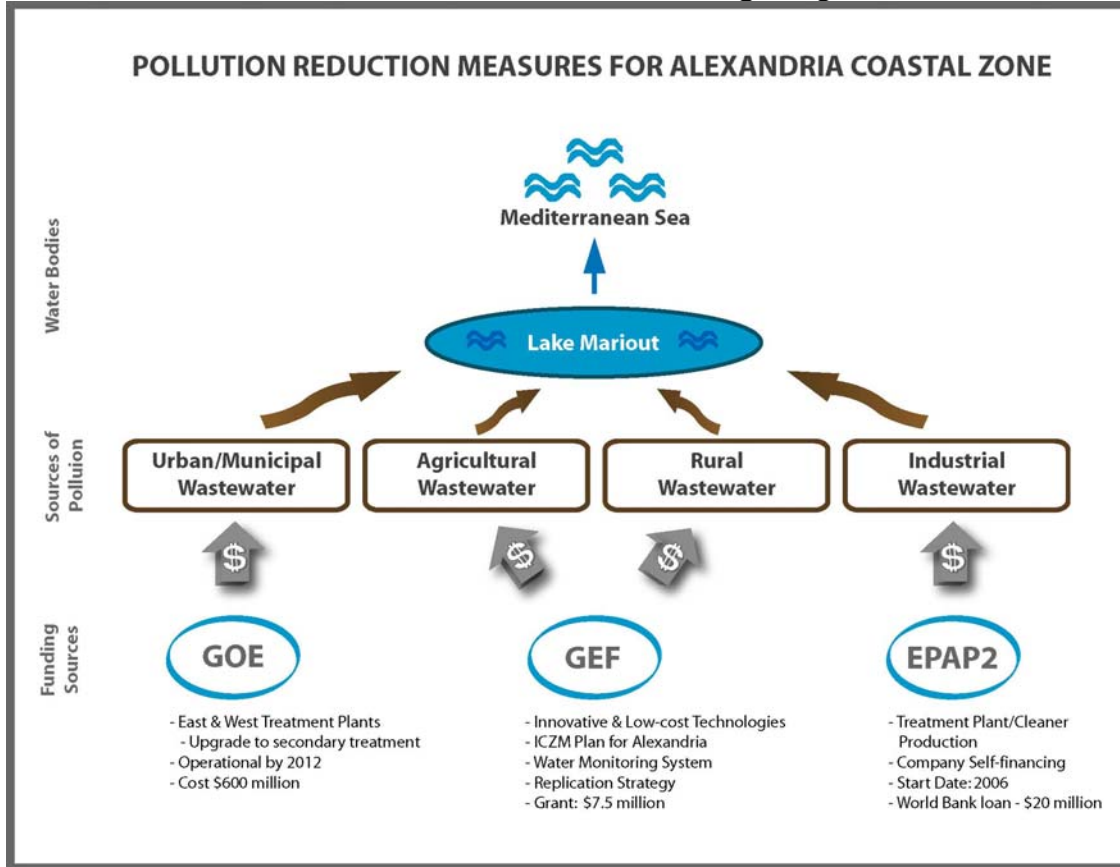 POLLUTION REDUCTION MEASURES FOR ALEXANDRIA COASTAL ZONE
Water Bodies
Mediterranean Sea
Lake Mariout
Sources of
Polluion
Urban/Municipal
Wastewater
Agricultural
Wastewater
Rural
Wastewater
Industrial
Wastewater
$
$
$
$
Funding
Sources
GOE
- East & West Treatment Plants
- Upgrade to secondary treatment
- Operational by 2012
- Cost $600 million
GEF
- Innovative & Low-cost Technologies
- ICZM Plan for Alexandria
- Water Monitoring System
- Replication Strategy
- Grant: $7.5 million
EPAP2
- Treatment Plant/Cleaner
Production
- Company Self-financing
- Start Date: 2006
- World Bank loan - $20 million